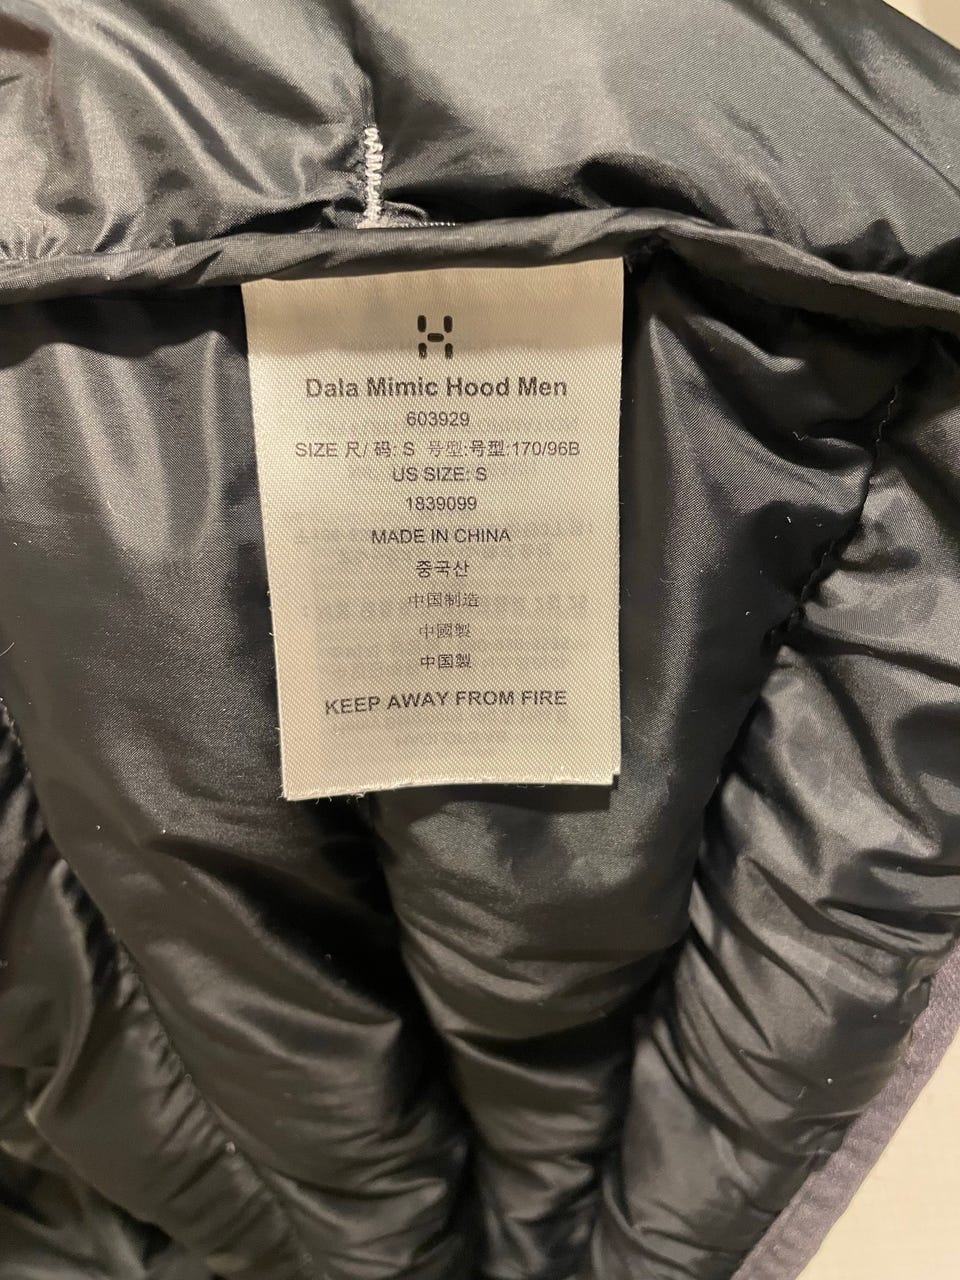 Dala Mimic Hood Men
603929
SIZE 尺/ 码: S 号型:号型:170/96B
US SIZE: S
1839099
MADE IN CHINA
중국산
中国制造
中國製
中国製
KEEP AWAY FROM FIRE